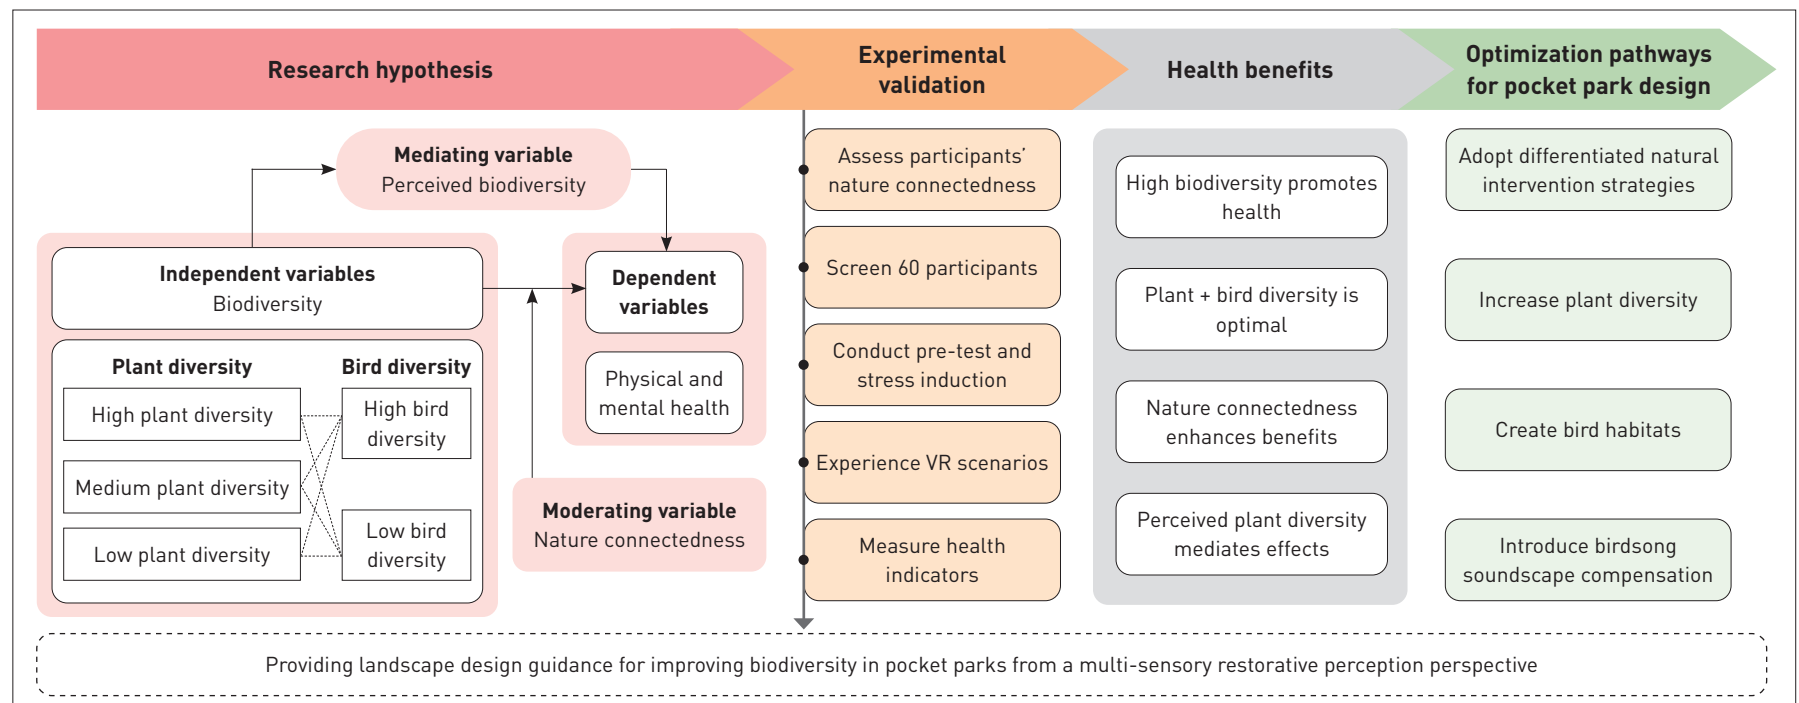 Research hypothesis
Experimental
validation
Health benefits
Optimization pathways
for pocket park design
Mediating variable
Perceived biodiversity
Independent variables
Biodiversity
Dependent
variables
Physical and
mental health
Plant diversity
Bird diversity
High plant diversity
Medium plant diversity
Low plant diversity
High bird
diversity
Low bird
diversity
Moderating variable
Nature connectedness
Assess participants’
nature connectedness
Screen 60 participants
Conduct pre-test and
stress induction
Experience VR scenarios
Measure health
indicators
High biodiversity promotes
health
Plant + bird diversity is
optimal
Nature connectedness
enhances benefits
Perceived plant diversity
mediates effects
Adopt differentiated natural
intervention strategies
Increase plant diversity
Create bird habitats
Introduce birdsong
soundscape compensation
Providing landscape design guidance for improving biodiversity in pocket parks from a multi-sensory restorative perception perspective